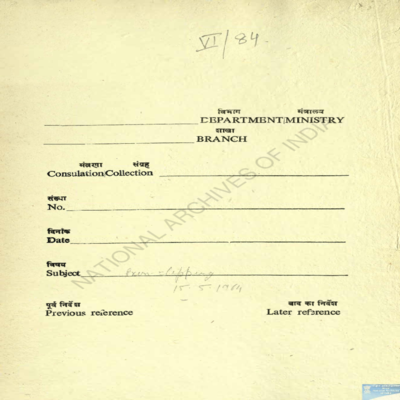 VI/84.
विभाग मंत्रालय
DEPARTMENT/MINISTRY
शाखा
BRANCH
मंत्रणा संग्रह
Consulation/Collection
संख्या
No.
दिनांक
Date
विषय
Subject
15 5 1984
पूर्व निर्देश बाद का निर्देश
Previous reference Later reference
NATIONAL ARCHIVES OF INDIA